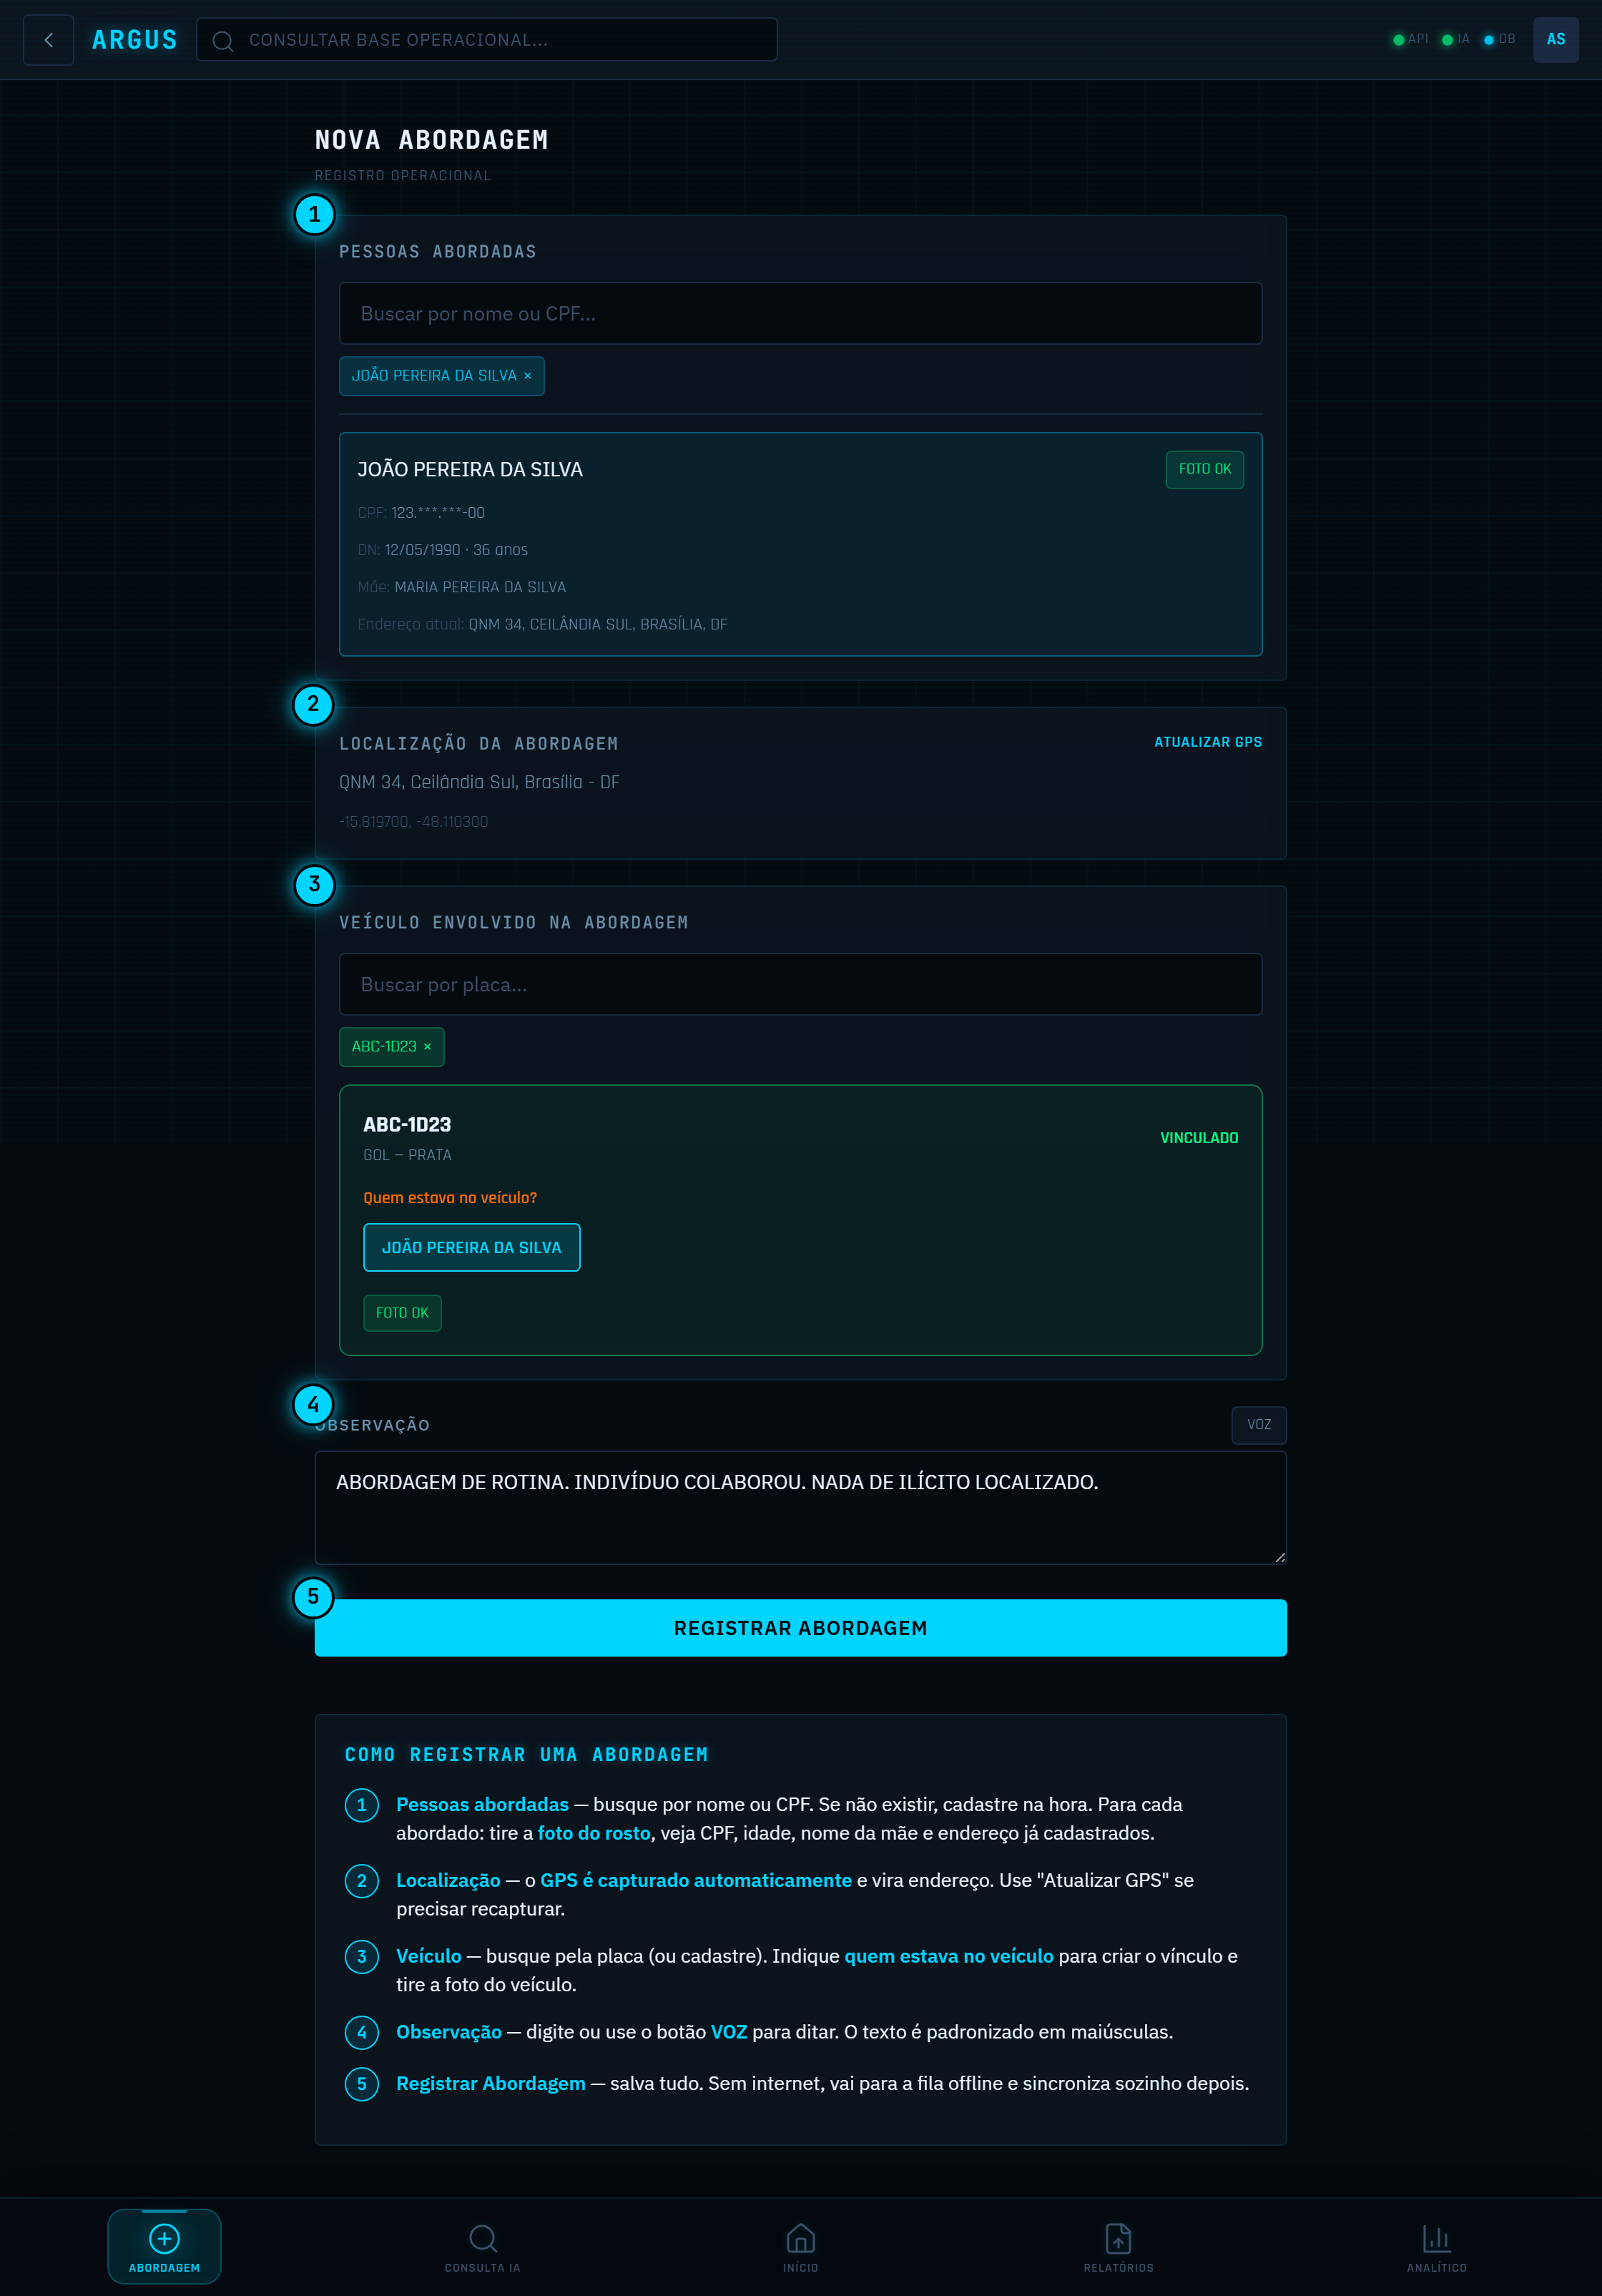 ARGUS
CONSULTAR BASE OPERACIONAL...
API
IA
DB
AS
NOVA ABORDAGEM
REGISTRO OPERACIONAL
1
PESSOAS ABORDADAS
Buscar por nome ou CPF...
JOÃO PEREIRA DA SILVA ×
JOÃO PEREIRA DA SILVA
FOTO OK
CPF: 123.***.***-00
DN: 12/05/1990 · 36 anos
Mãe: MARIA PEREIRA DA SILVA
Endereço atual: QNM 34, CEILÂNDIA SUL, BRASÍLIA, DF
2
LOCALIZAÇÃO DA ABORDAGEM
ATUALIZAR GPS
QNM 34, Ceilândia Sul, Brasília - DF
-15.819700, -48.110300
3
VEÍCULO ENVOLVIDO NA ABORDAGEM
Buscar por placa...
ABC-1D23 ×
ABC-1D23
GOL — PRATA
VINCULADO
Quem estava no veículo?
JOÃO PEREIRA DA SILVA
FOTO OK
4
OBSERVAÇÃO
VOZ
ABORDAGEM DE ROTINA. INDIVÍDUO COLABOROU. NADA DE ILÍCITO LOCALIZADO.
5
REGISTRAR ABORDAGEM
COMO REGISTRAR UMA ABORDAGEM
1 Pessoas abordadas — busque por nome ou CPF. Se não existir, cadastre na hora. Para cada
abordado: tire a foto do rosto, veja CPF, idade, nome da mãe e endereço já cadastrados.
2 Localização — o GPS é capturado automaticamente e vira endereço. Use "Atualizar GPS" se
precisar recapturar.
3 Veículo — busque pela placa (ou cadastre). Indique quem estava no veículo para criar o vínculo e
tire a foto do veículo.
4 Observação — digite ou use o botão VOZ para ditar. O texto é padronizado em maiúsculas.
5 Registrar Abordagem — salva tudo. Sem internet, vai para a fila offline e sincroniza sozinho depois.
ABORDAGEM
CONSULTA IA
INÍCIO
RELATÓRIOS
ANALÍTICO